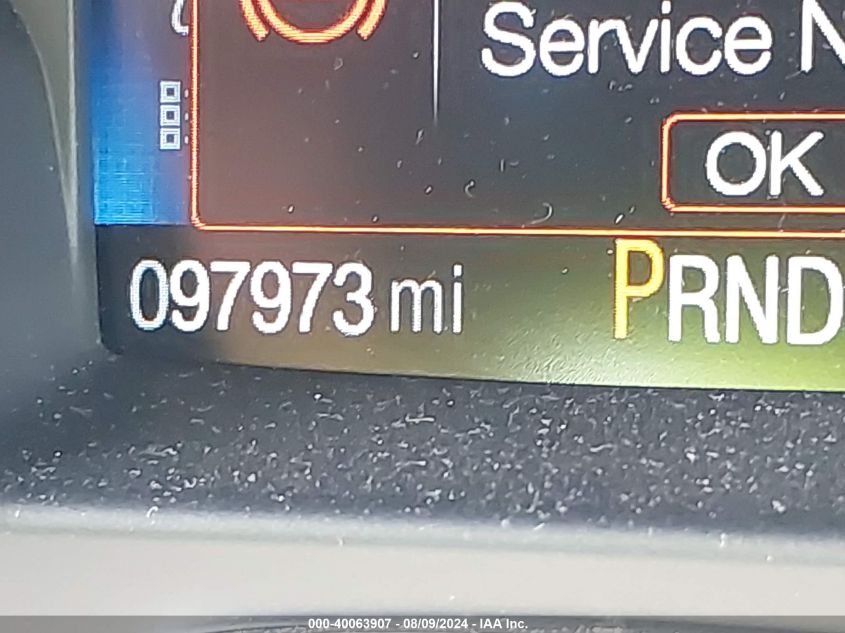 Service
OK
097973 mi
PRND
000-40063907 - 08/09/2024 - IAA Inc.